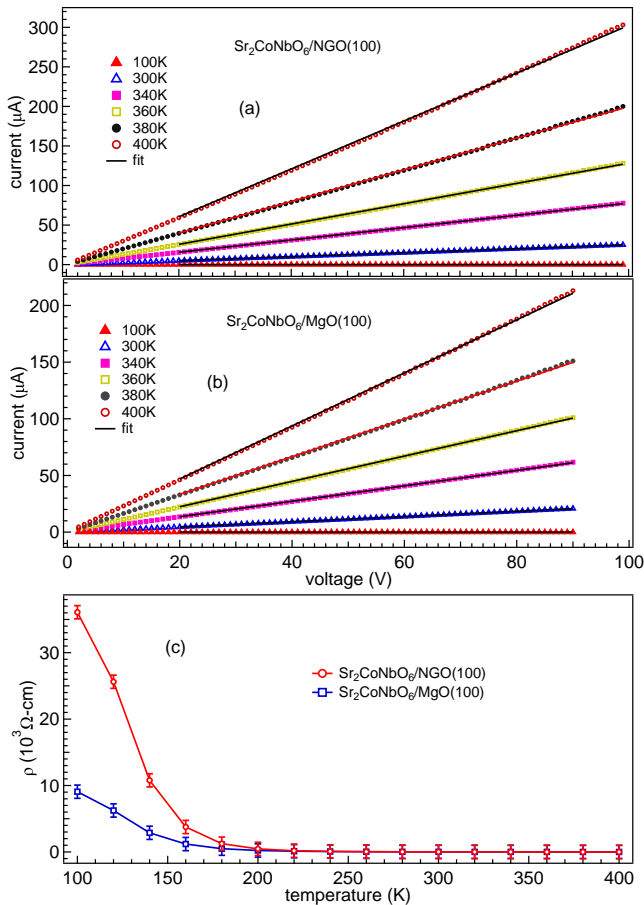 300
250
200
150
100
50
0
current (μA)
Sr₂CoNbO₆/NGO(100)
(a)
100K
300K
340K
360K
380K
400K
fit
200
150
100
50
0
current (μA)
Sr₂CoNbO₆/MgO(100)
(b)
100K
300K
340K
360K
380K
400K
fit
0 20 40 60 80 100
voltage (V)
30
20
10
0
ρ (10³Ω-cm)
(c)
Sr₂CoNbO₆/NGO(100)
Sr₂CoNbO₆/MgO(100)
100 150 200 250 300 350 400
temperature (K)